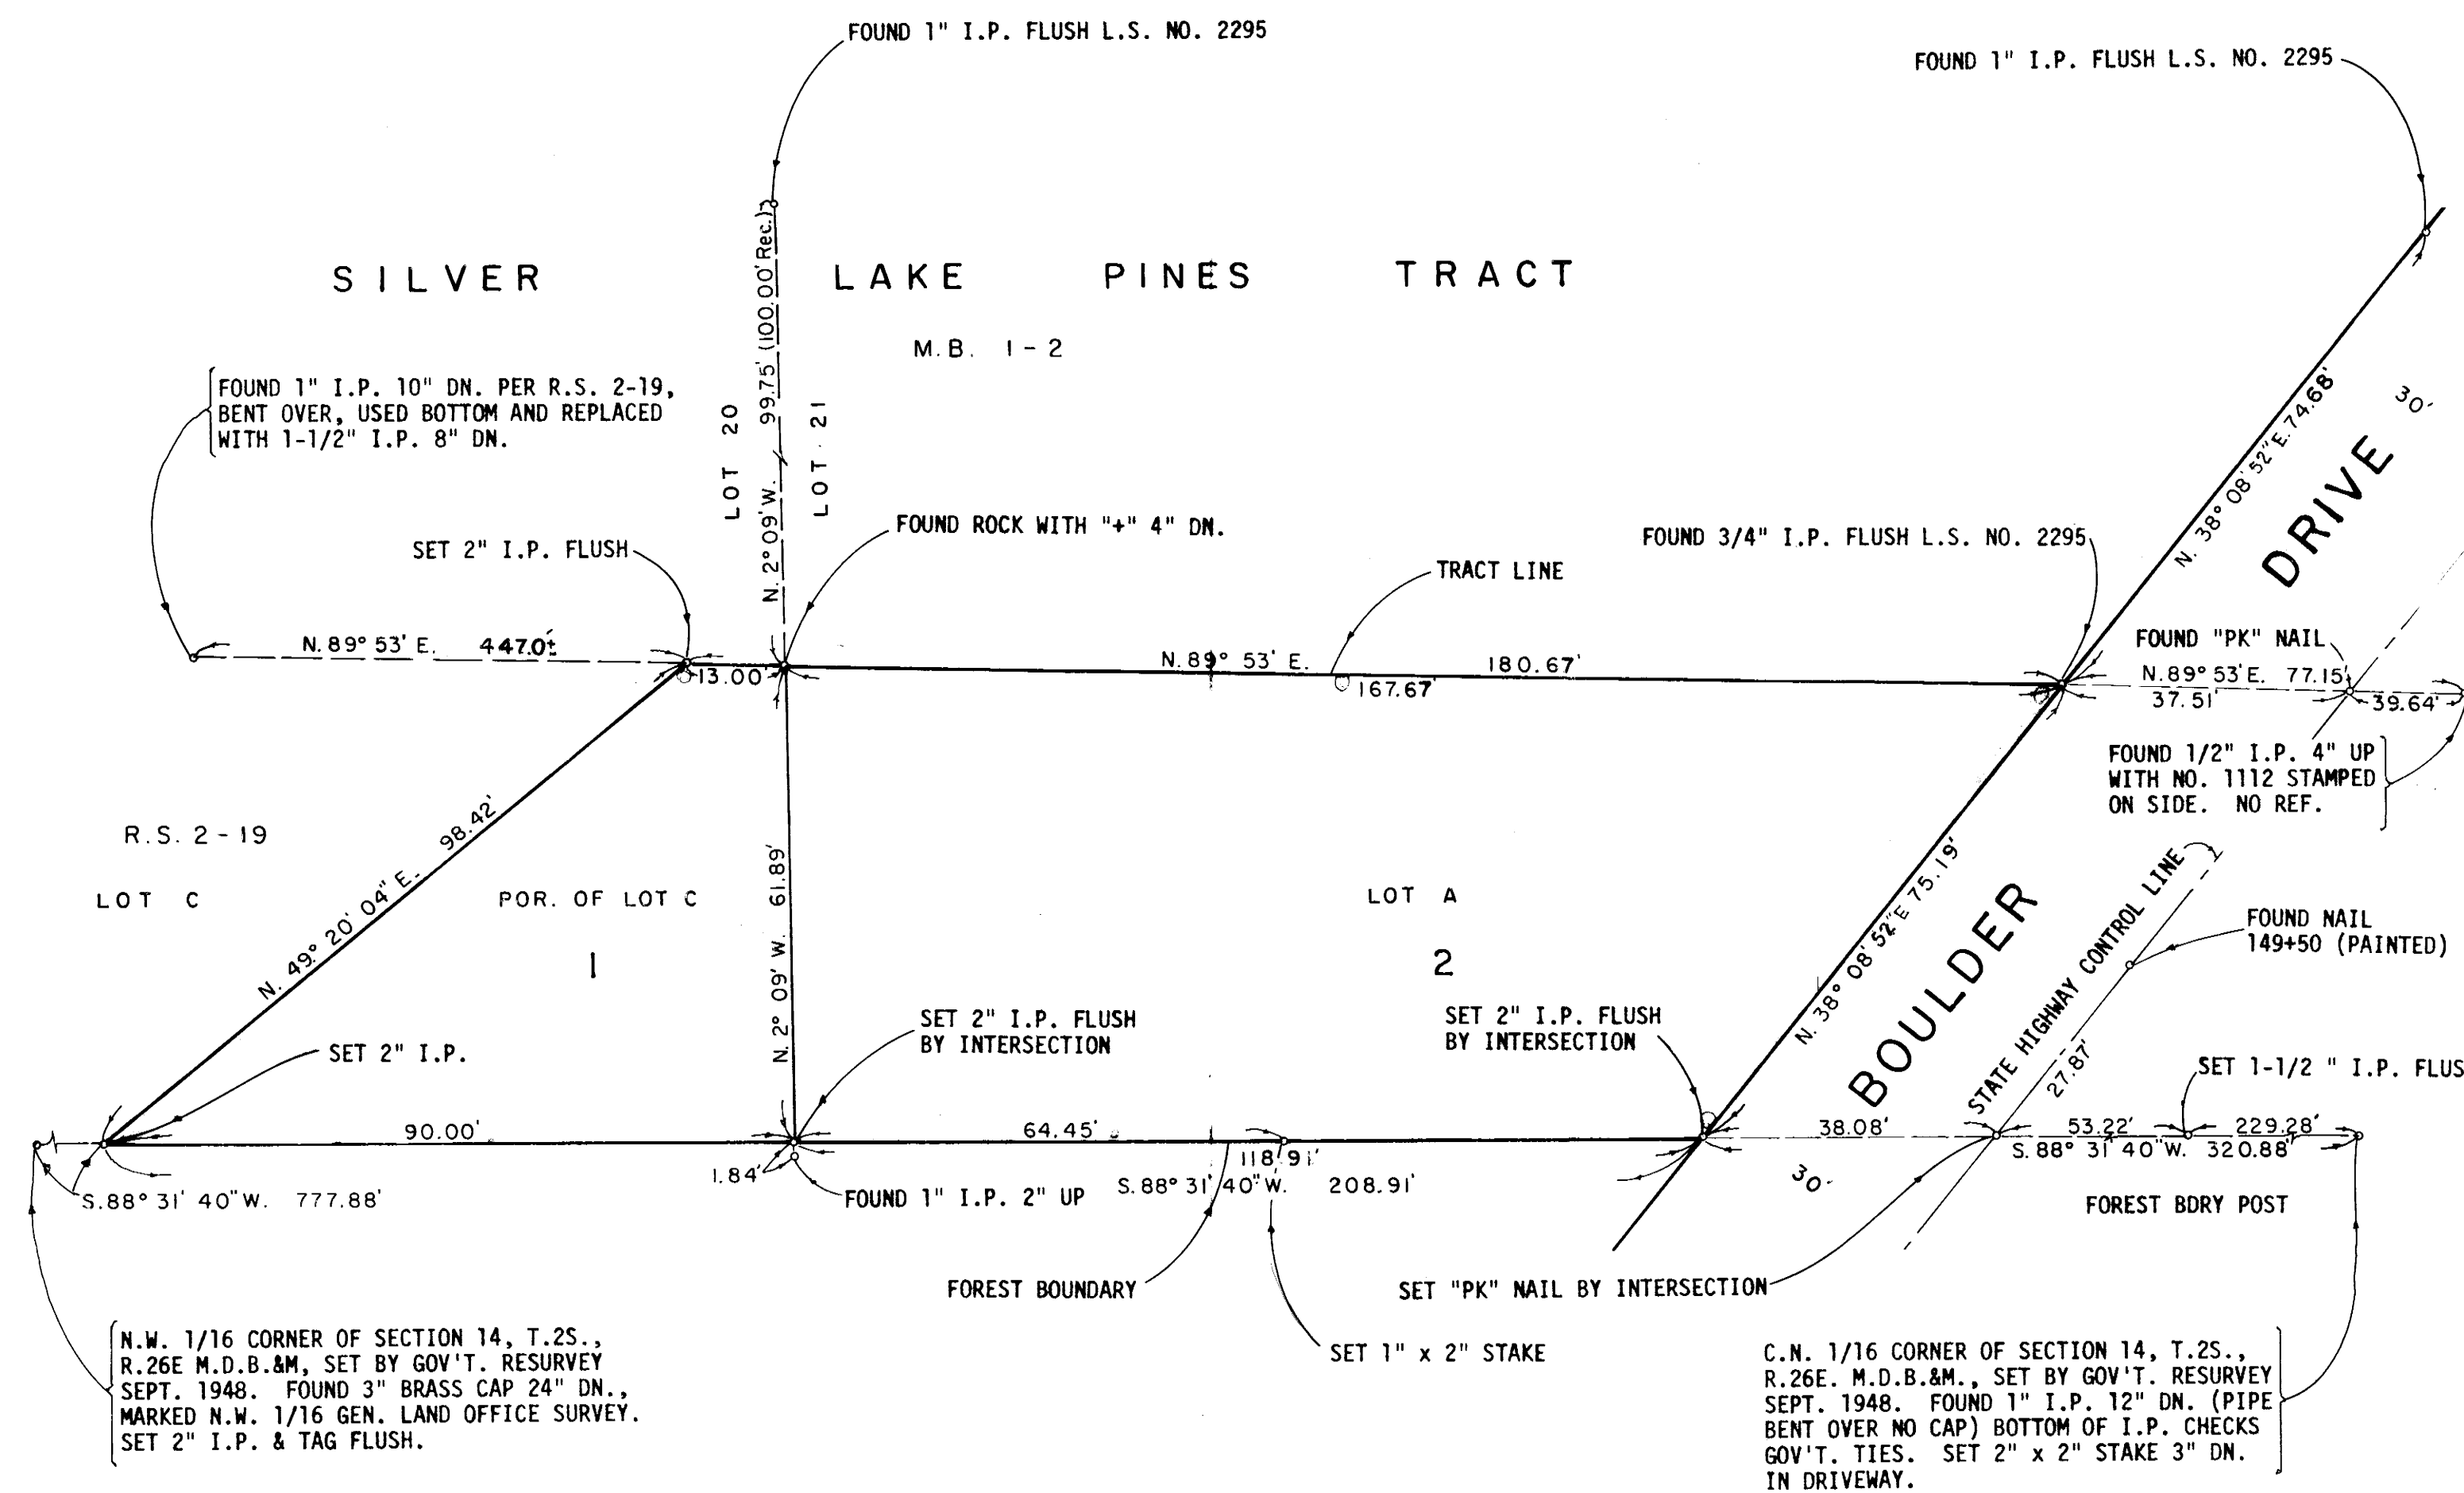 FOUND 1" I.P. FLUSH L.S. NO. 2295
FOUND 1" I.P. FLUSH L.S. NO. 2295
SILVER LAKE PINES TRACT
M.B. 1-2
N. 2° 09' W. 99.75' (100.00' Rec.)
LOT 20
LOT 21
FOUND 1" I.P. 10" DN. PER R.S. 2-19,
BENT OVER, USED BOTTOM AND REPLACED
WITH 1-1/2" I.P. 8" DN.
SET 2" I.P. FLUSH
FOUND ROCK WITH "+" 4" DN.
TRACT LINE
FOUND 3/4" I.P. FLUSH L.S. NO. 2295
N. 38° 08' 52" E. 74.68'
30'
BOULDER DRIVE
N. 89° 53' E. 447.0'±
13.00'
N. 89° 53' E. 180.67'
167.67'
FOUND "PK" NAIL
N. 89° 53' E. 77.15'
37.51'
39.64'
FOUND 1/2" I.P. 4" UP
WITH NO. 1112 STAMPED
ON SIDE. NO REF.
R.S. 2-19
LOT C
N. 49° 20' 04" E. 98.42'
POR. OF LOT C
1
N. 2° 09' W. 61.89'
LOT A
2
N. 38° 08' 52" E 75.19'
STATE HIGHWAY CONTROL LINE
FOUND NAIL
149+50 (PAINTED)
27.87'
SET 2" I.P.
SET 2" I.P. FLUSH
BY INTERSECTION
SET 2" I.P. FLUSH
BY INTERSECTION
SET 1-1/2 " I.P. FLUS
90.00'
64.45'
38.08'
53.22'
229.28'
118.91'
S. 88° 31' 40" W. 320.88'
S. 88° 31' 40" W. 777.88'
1.84'
FOUND 1" I.P. 2" UP
S. 88° 31' 40" W. 208.91'
30'
FOREST BDRY POST
FOREST BOUNDARY
SET "PK" NAIL BY INTERSECTION
SET 1" x 2" STAKE
N.W. 1/16 CORNER OF SECTION 14, T.2S.,
R.26E M.D.B.&M, SET BY GOV'T. RESURVEY
SEPT. 1948. FOUND 3" BRASS CAP 24" DN.,
MARKED N.W. 1/16 GEN. LAND OFFICE SURVEY.
SET 2" I.P. & TAG FLUSH.
C.N. 1/16 CORNER OF SECTION 14, T.2S.,
R.26E. M.D.B.&M., SET BY GOV'T. RESURVEY
SEPT. 1948. FOUND 1" I.P. 12" DN. (PIPE
BENT OVER NO CAP) BOTTOM OF I.P. CHECKS
GOV'T. TIES. SET 2" x 2" STAKE 3" DN.
IN DRIVEWAY.